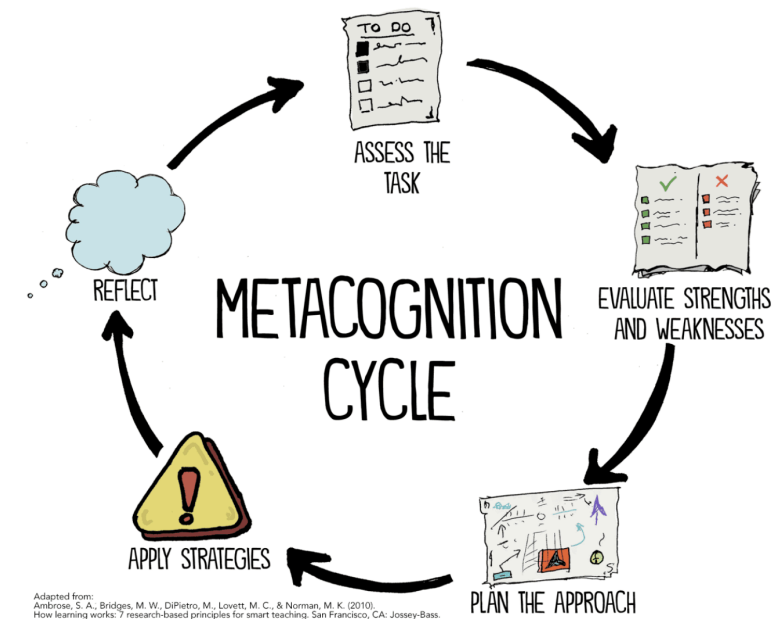 TO DO
ASSESS THE
TASK
EVALUATE STRENGTHS
AND WEAKNESSES
REFLECT
METACOGNITION
CYCLE
APPLY STRATEGIES
PLAN THE APPROACH
Adapted from:
Ambrose, S. A., Bridges, M. W., DiPietro, M., Lovett, M. C., & Norman, M. K. (2010).
How learning works: 7 research-based principles for smart teaching. San Francisco, CA: Jossey-Bass.